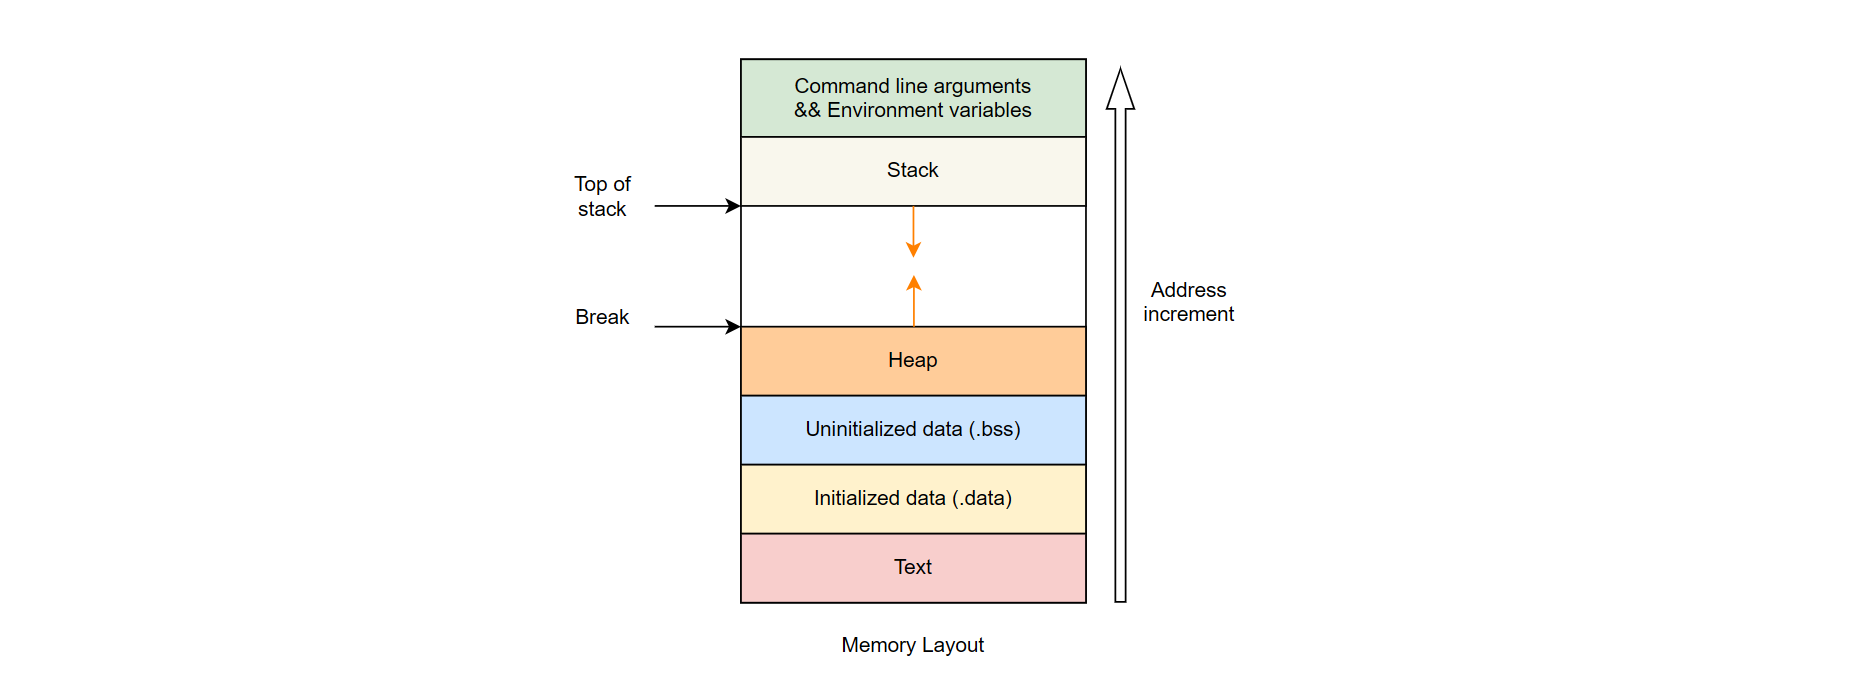 Command line arguments
&& Environment variables
Stack
Top of
stack
Break
Address
increment
Heap
Uninitialized data (.bss)
Initialized data (.data)
Text
Memory Layout